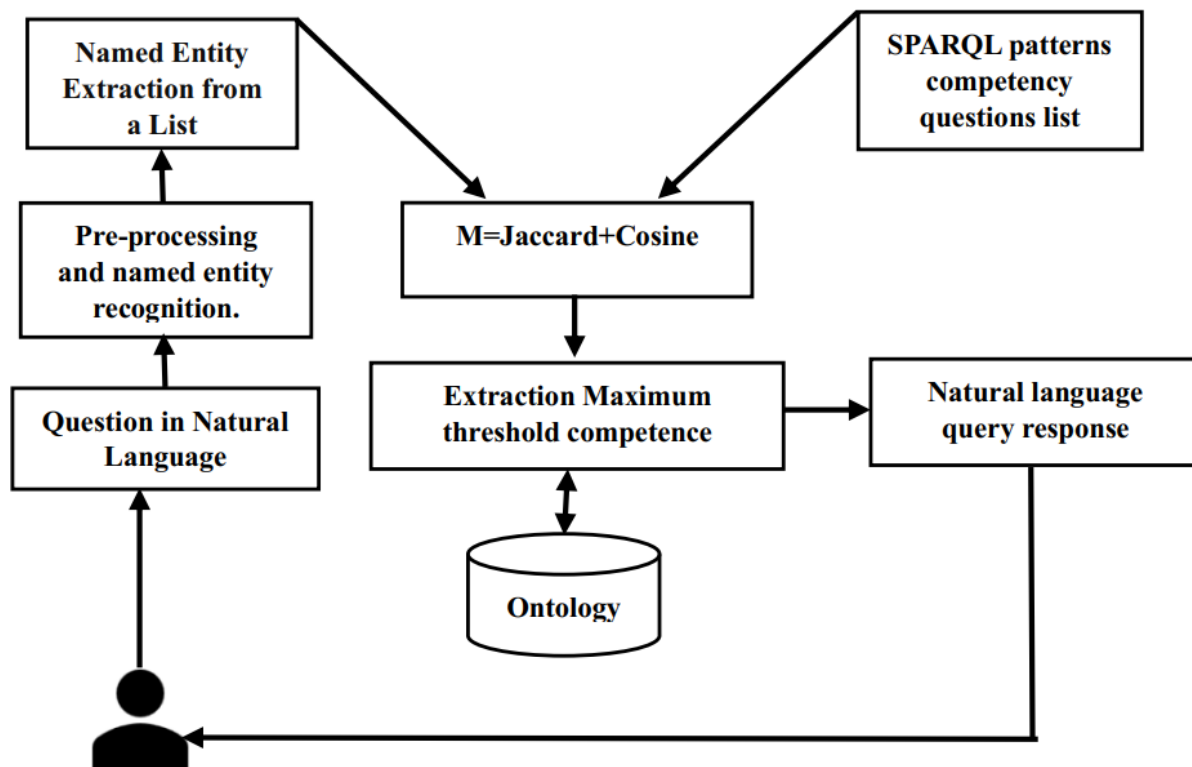 Named Entity
Extraction from
a List
SPARQL patterns
competency
questions list
Pre-processing
and named entity
recognition.
M=Jaccard+Cosine
Question in Natural
Language
Extraction Maximum
threshold competence
Natural language
query response
Ontology